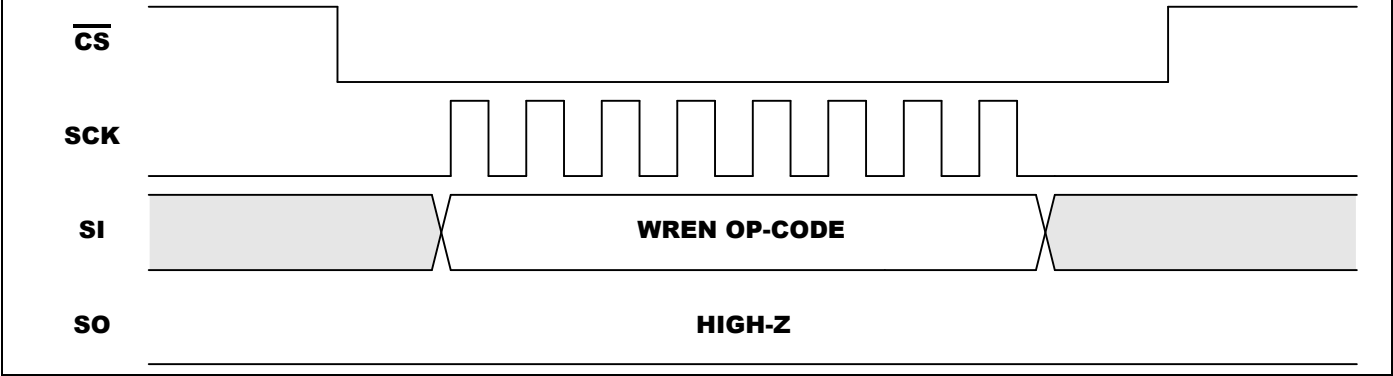 CS
SCK
SI
WREN OP-CODE
SO
HIGH-Z